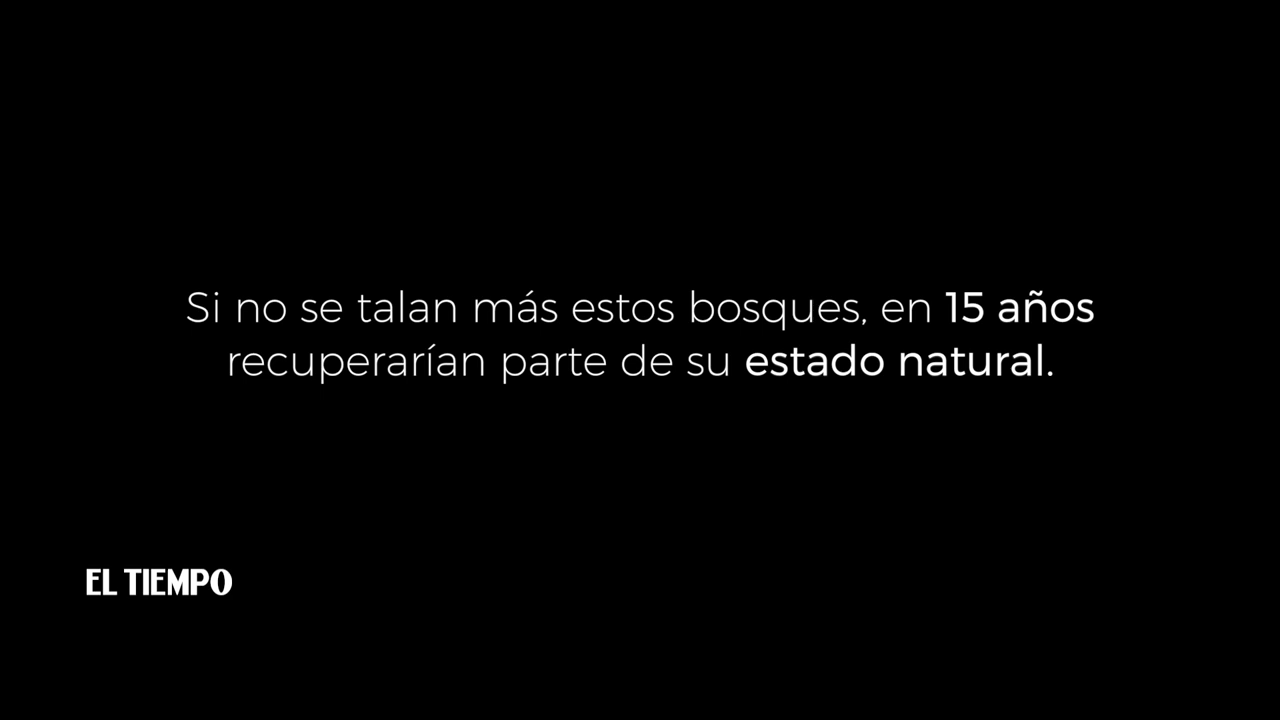 Si no se talan más estos bosques, en 15 años
recuperarían parte de su estado natural.
EL TIEMPO